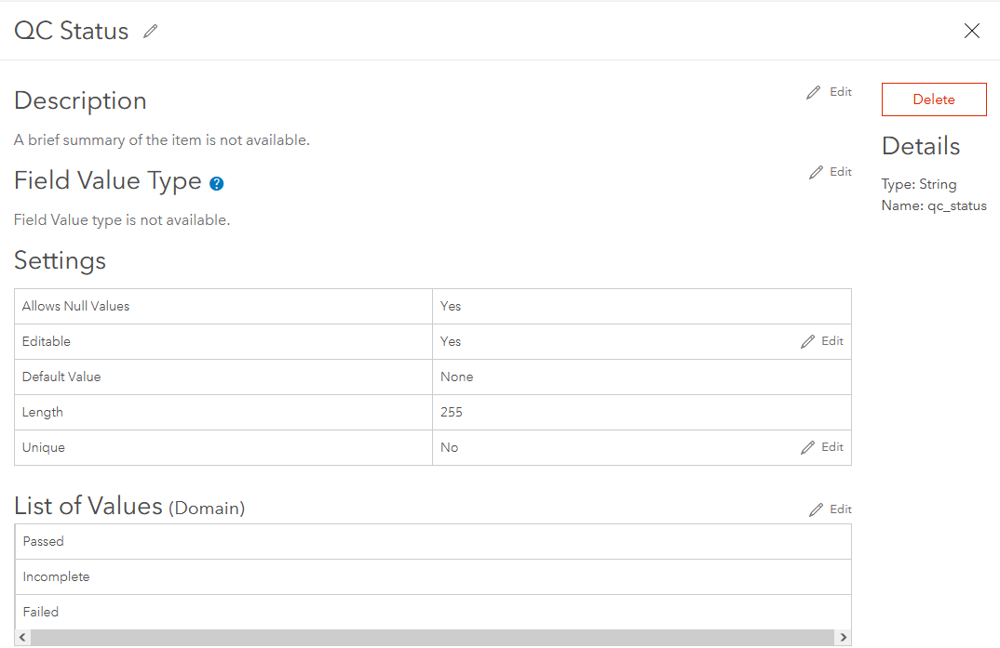 QC Status
Description
Edit
A brief summary of the item is not available.
Field Value Type ?
Edit
Field Value type is not available.
Settings
Allows Null Values Yes
Editable Yes Edit
Default Value None
Length 255
Unique No Edit
List of Values (Domain)
Edit
Passed
Incomplete
Failed
Delete
Details
Type: String
Name: qc_status